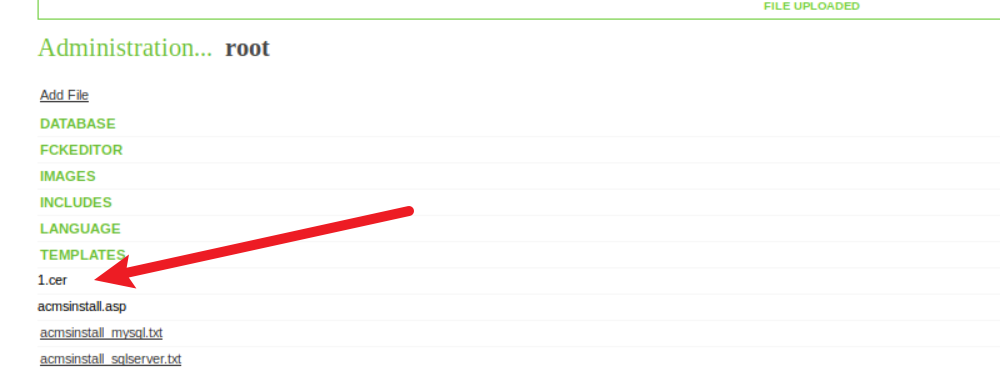 FILE UPLOADED
Administration... root
Add File
DATABASE
FCKEDITOR
IMAGES
INCLUDES
LANGUAGE
TEMPLATES
1.cer
acmsinstall.asp
acmsinstall_mysql.txt
acmsinstall_sqlserver.txt